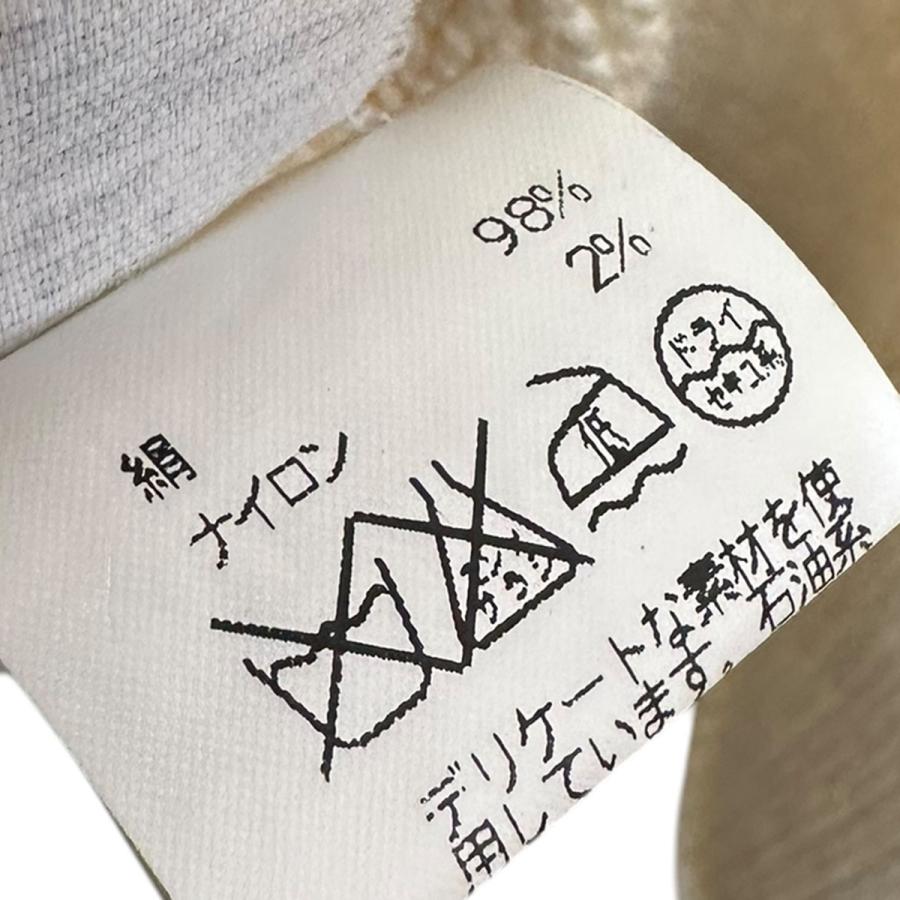 絹 98%
ナイロン 2%
低
ドライ
セキユ系
デリケートな素材を使
用しています。石油系